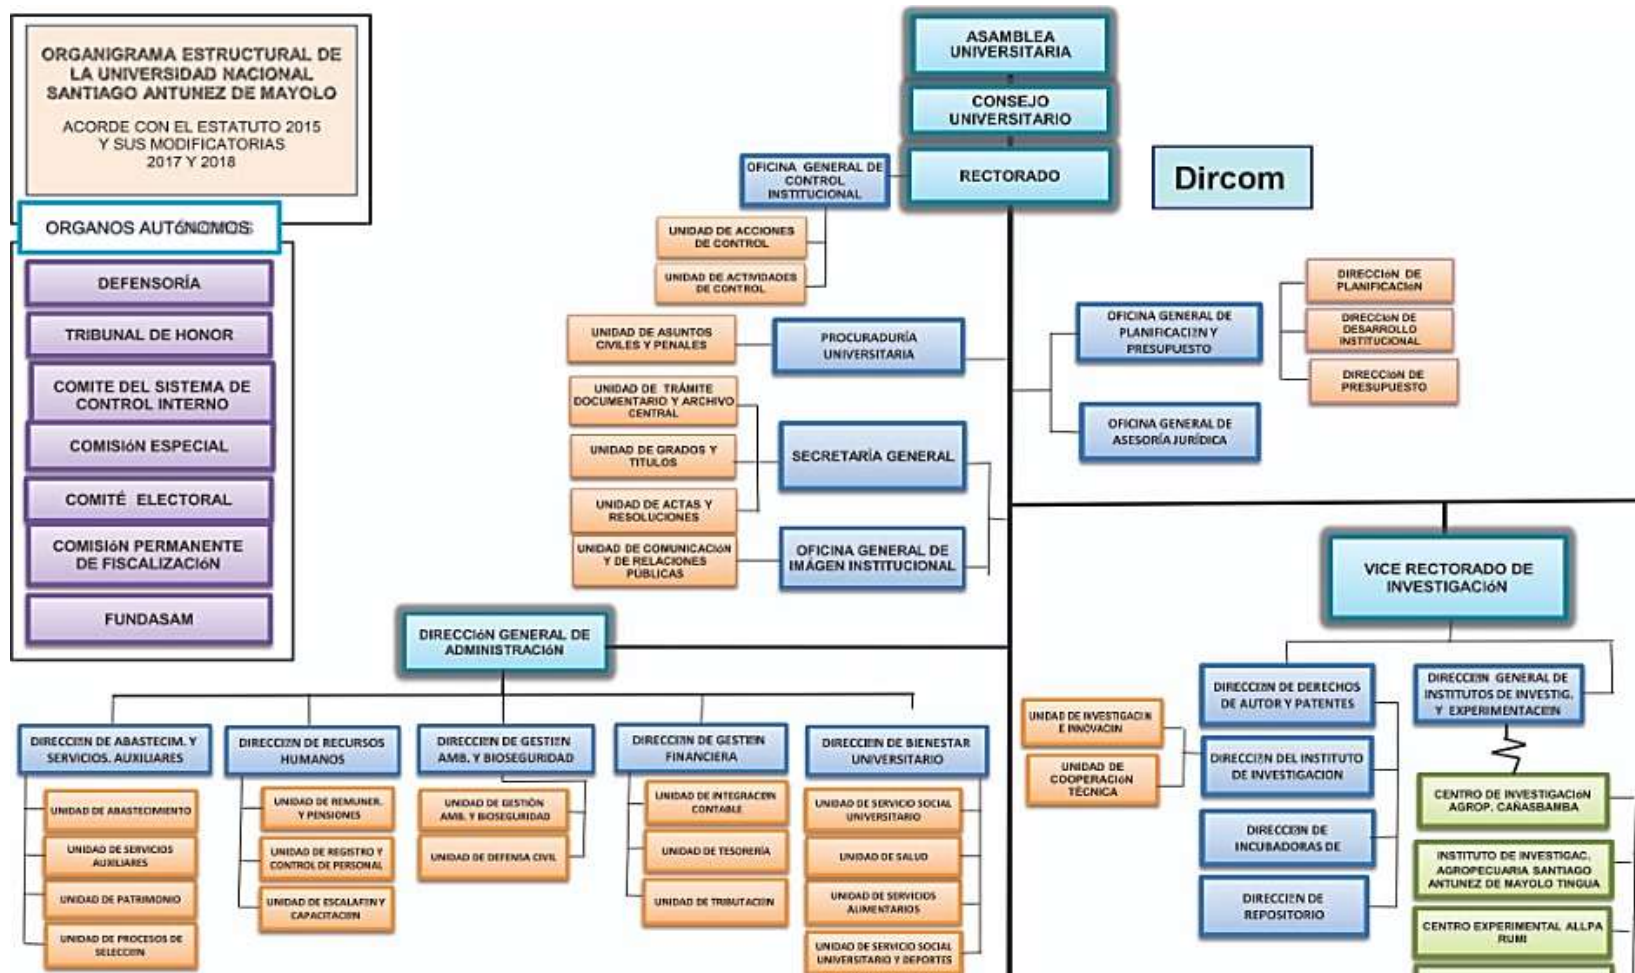 ORGANIGRAMA ESTRUCTURAL DE
LA UNIVERSIDAD NACIONAL
SANTIAGO ANTUNEZ DE MAYOLO
ACORDE CON EL ESTATUTO 2015
Y SUS MODIFICATORIAS
2017 Y 2018
ORGANOS AUTóNOMOS
DEFENSORÍA
TRIBUNAL DE HONOR
COMITE DEL SISTEMA DE
CONTROL INTERNO
COMISIóN ESPECIAL
COMITÉ ELECTORAL
COMISIóN PERMANENTE
DE FISCALIZACIóN
FUNDASAM
ASAMBLEA
UNIVERSITARIA
CONSEJO
UNIVERSITARIO
RECTORADO
Dircom
OFICINA GENERAL DE
CONTROL
INSTITUCIONAL
UNIDAD DE ACCIONES
DE CONTROL
UNIDAD DE ACTIVIDADES
DE CONTROL
UNIDAD DE ASUNTOS
CIVILES Y PENALES
PROCURADURÍA
UNIVERSITARIA
UNIDAD DE TRÁMITE
DOCUMENTARIO Y ARCHIVO
CENTRAL
UNIDAD DE GRADOS Y
TITULOS
UNIDAD DE ACTAS Y
RESOLUCIONES
SECRETARÍA GENERAL
UNIDAD DE COMUNICACIóN
Y DE RELACIONES
PÚBLICAS
OFICINA GENERAL DE
IMÁGEN INSTITUCIONAL
OFICINA GENERAL DE
PLANIFICACIÓN Y
PRESUPUESTO
DIRECCIóN DE
PLANIFICACIóN
DIRECCIóN DE
DESARROLLO
INSTITUCIONAL
DIRECCIóN DE
PRESUPUESTO
OFICINA GENERAL DE
ASESORÍA JURÍDICA
DIRECCIóN GENERAL DE
ADMINISTRACIóN
DIRECCIÓN DE ABASTECIM. Y
SERVICIOS. AUXILIARES
UNIDAD DE ABASTECIMIENTO
UNIDAD DE SERVICIOS
AUXILIARES
UNIDAD DE PATRIMONIO
UNIDAD DE PROCESOS DE
SELECCIÓN
DIRECCIÓN DE RECURSOS
HUMANOS
UNIDAD DE REMUNER.
Y PENSIONES
UNIDAD DE REGISTRO Y
CONTROL DE PERSONAL
UNIDAD DE ESCALAFÓN Y
CAPACITACIÓN
DIRECCIÓN DE GESTIÓN
AMB. Y BIOSEGURIDAD
UNIDAD DE GESTIÓN
AMB. Y BIOSEGURIDAD
UNIDAD DE DEFENSA CIVIL
DIRECCIÓN DE GESTIÓN
FINANCIERA
UNIDAD DE INTEGRACIÓN
CONTABLE
UNIDAD DE TESORERÍA
UNIDAD DE TRIBUTACIÓN
DIRECCIÓN DE BIENESTAR
UNIVERSITARIO
UNIDAD DE SERVICIO SOCIAL
UNIVERSITARIO
UNIDAD DE SALUD
UNIDAD DE SERVICIOS
ALIMENTARIOS
UNIDAD DE SERVICIO SOCIAL
UNIVERSITARIO Y DEPORTES
VICE RECTORADO DE
INVESTIGACIóN
DIRECCIÓN DE DERECHOS
DE AUTOR Y PATENTES
UNIDAD DE INVESTIGACIÓN
E INNOVACIÓN
UNIDAD DE
COOPERACIóN
TÉCNICA
DIRECCIÓN DEL INSTITUTO
DE INVESTIGACION
DIRECCIÓN DE
INCUBADORAS DE
DIRECCIÓN DE
REPOSITORIO
DIRECCIÓN GENERAL DE
INSTITUTOS DE INVESTIG.
Y EXPERIMENTACIÓN
CENTRO DE INVESTIGACIóN
AGROP. CAÑASBAMBA
INSTITUTO DE INVESTIGAC.
AGROPECUARIA SANTIAGO
ANTUNEZ DE MAYOLO TINGUA
CENTRO EXPERIMENTAL ALLPA
RUMI